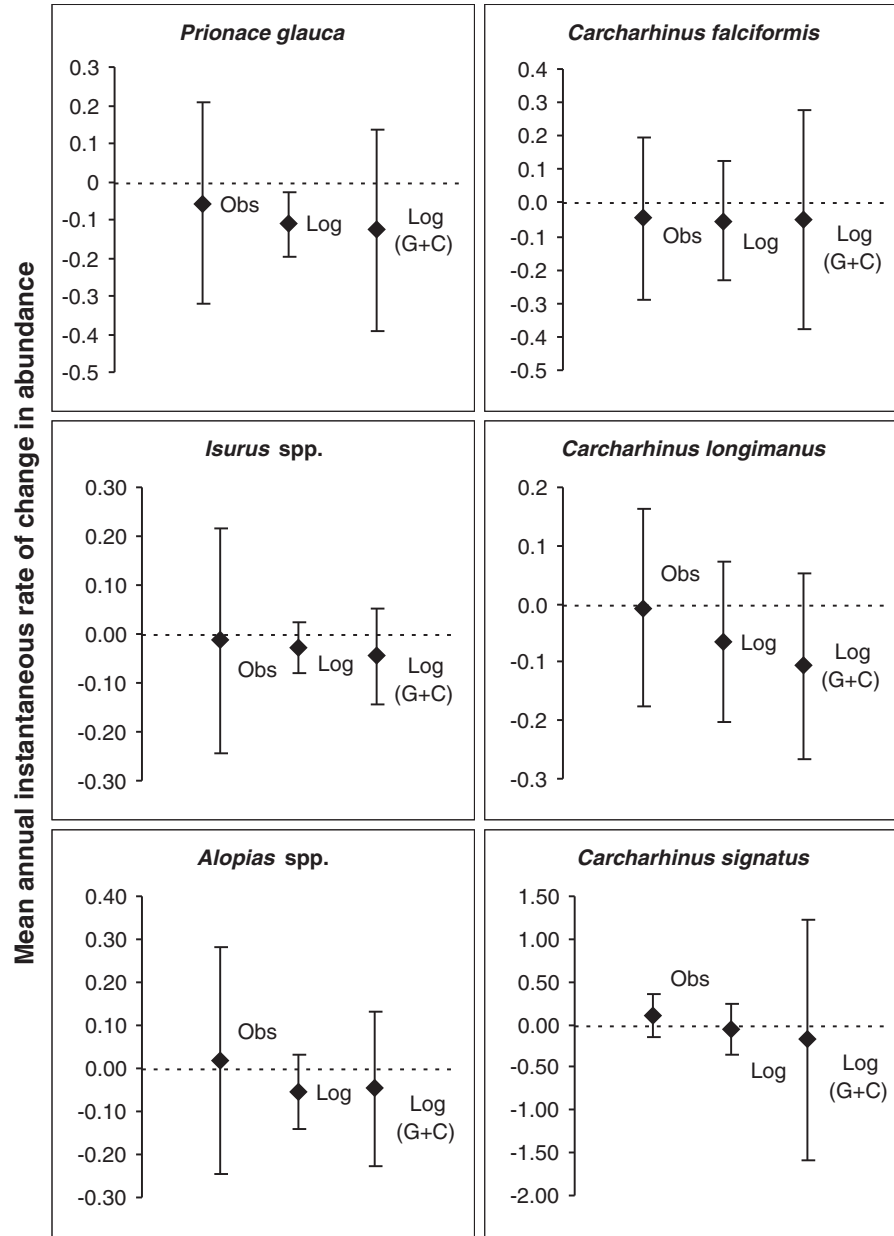 Mean annual instantaneous rate of change in abundance
Prionace glauca
0.3
0.2
0.1
0
-0.1
-0.2
-0.3
-0.4
-0.5
Obs
Log
Log
(G+C)
Carcharhinus falciformis
0.4
0.3
0.2
0.1
0.0
-0.1
-0.2
-0.3
-0.4
-0.5
Obs
Log
Log
(G+C)
Isurus spp.
0.30
0.20
0.10
0.00
-0.10
-0.20
-0.30
Obs
Log
Log
(G+C)
Carcharhinus longimanus
0.2
0.1
0.0
-0.1
-0.2
-0.3
Obs
Log
Log
(G+C)
Alopias spp.
0.40
0.30
0.20
0.10
0.00
-0.10
-0.20
-0.30
Obs
Log
Log
(G+C)
Carcharhinus signatus
1.50
1.00
0.50
0.00
-0.50
-1.00
-1.50
-2.00
Obs
Log
Log
(G+C)